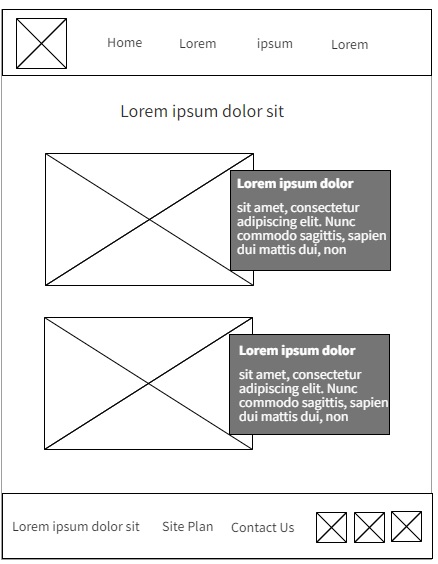 Home Lorem ipsum Lorem
Lorem ipsum dolor sit
Lorem ipsum dolor
sit amet, consectetur
adipiscing elit. Nunc
commodo sagittis, sapien
dui mattis dui, non
Lorem ipsum dolor
sit amet, consectetur
adipiscing elit. Nunc
commodo sagittis, sapien
dui mattis dui, non
Lorem ipsum dolor sit Site Plan Contact Us